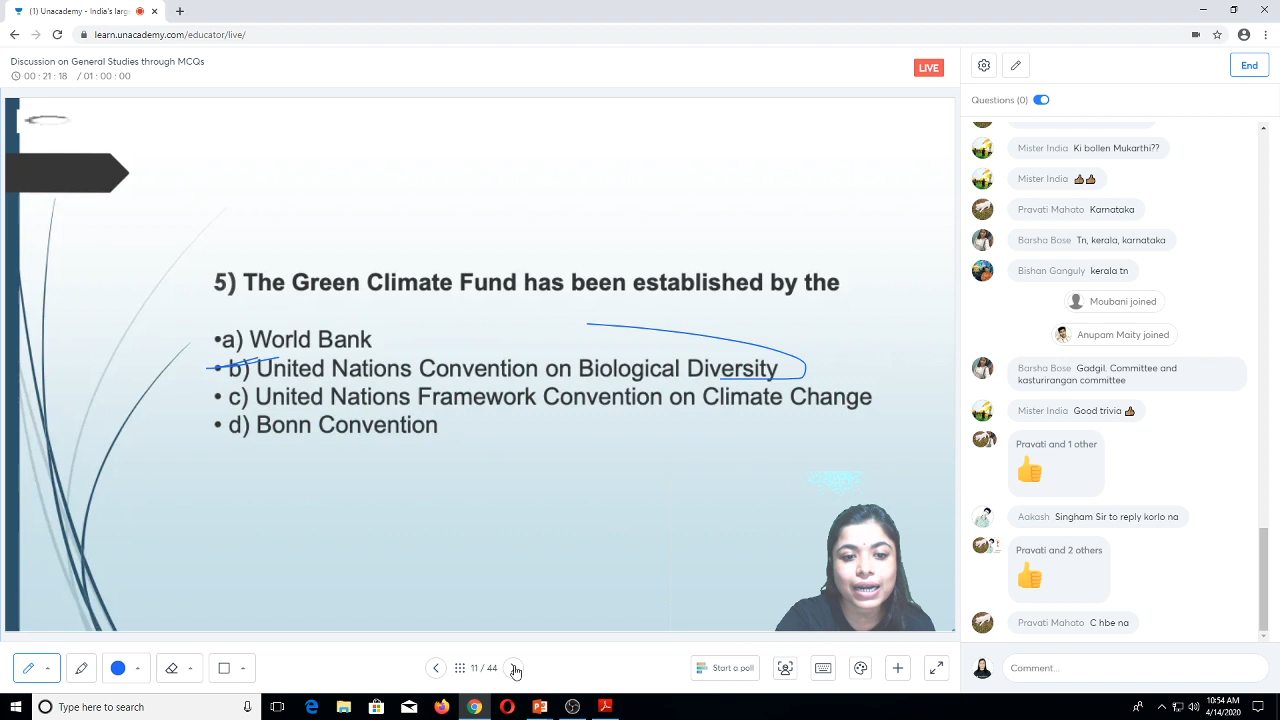 (1) Unacademy - India's larg
learn.unacademy.com/educator/live/
Discussion on General Studies through MCQs
00 : 21 : 18 / 01 : 00 : 00
LIVE
End
Questions (0)
5) The Green Climate Fund has been established by the
•a) World Bank
• b) United Nations Convention on Biological Diversity
• c) United Nations Framework Convention on Climate Change
• d) Bonn Convention
Mister India Ki bollen Mukarthi??
Mister India 👍🏾👍🏾
Pravati Mahato Karnataka
Barsha Bose Tn, kerala, karnataka
Bishan Ganguly kerala tn
Moubani joined
Anupam Maity joined
Barsha Bose Gadgil. Committee and
kasturirangan committee
Mister India Good trivia 👍🏾
Pravati and 1 other
👍
Aakash Singham Sir to reply korlo na
Pravati and 2 others
👍
Pravati Mahato C hbe na
11 / 44
Start a poll
Comment...
Type here to search
10:54 AM
4/14/2020